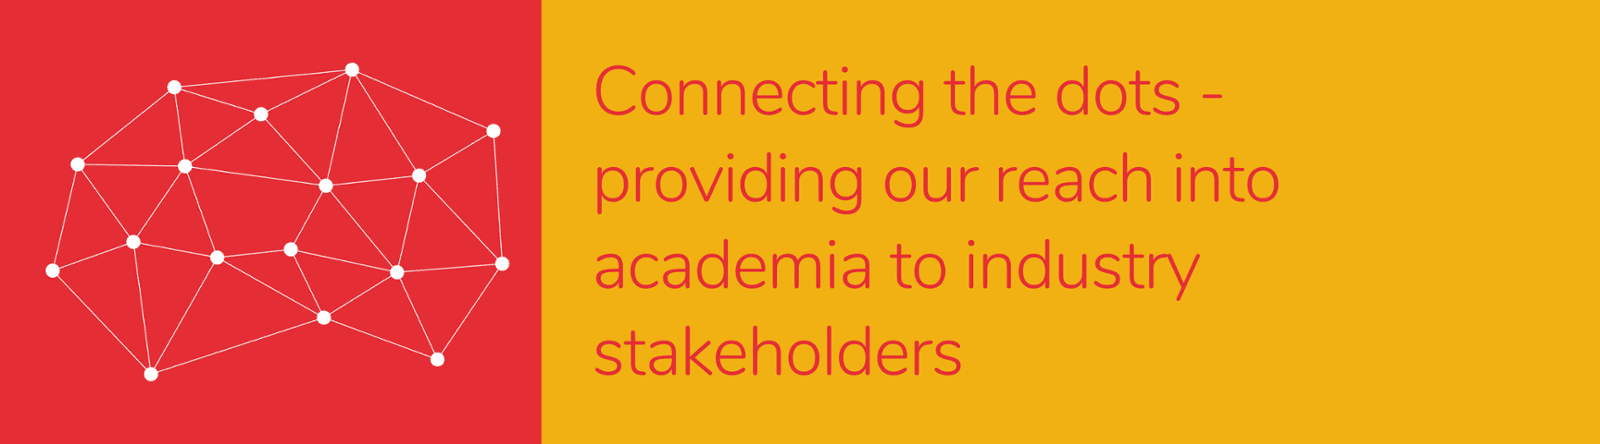 Connecting the dots -
providing our reach into
academia to industry
stakeholders